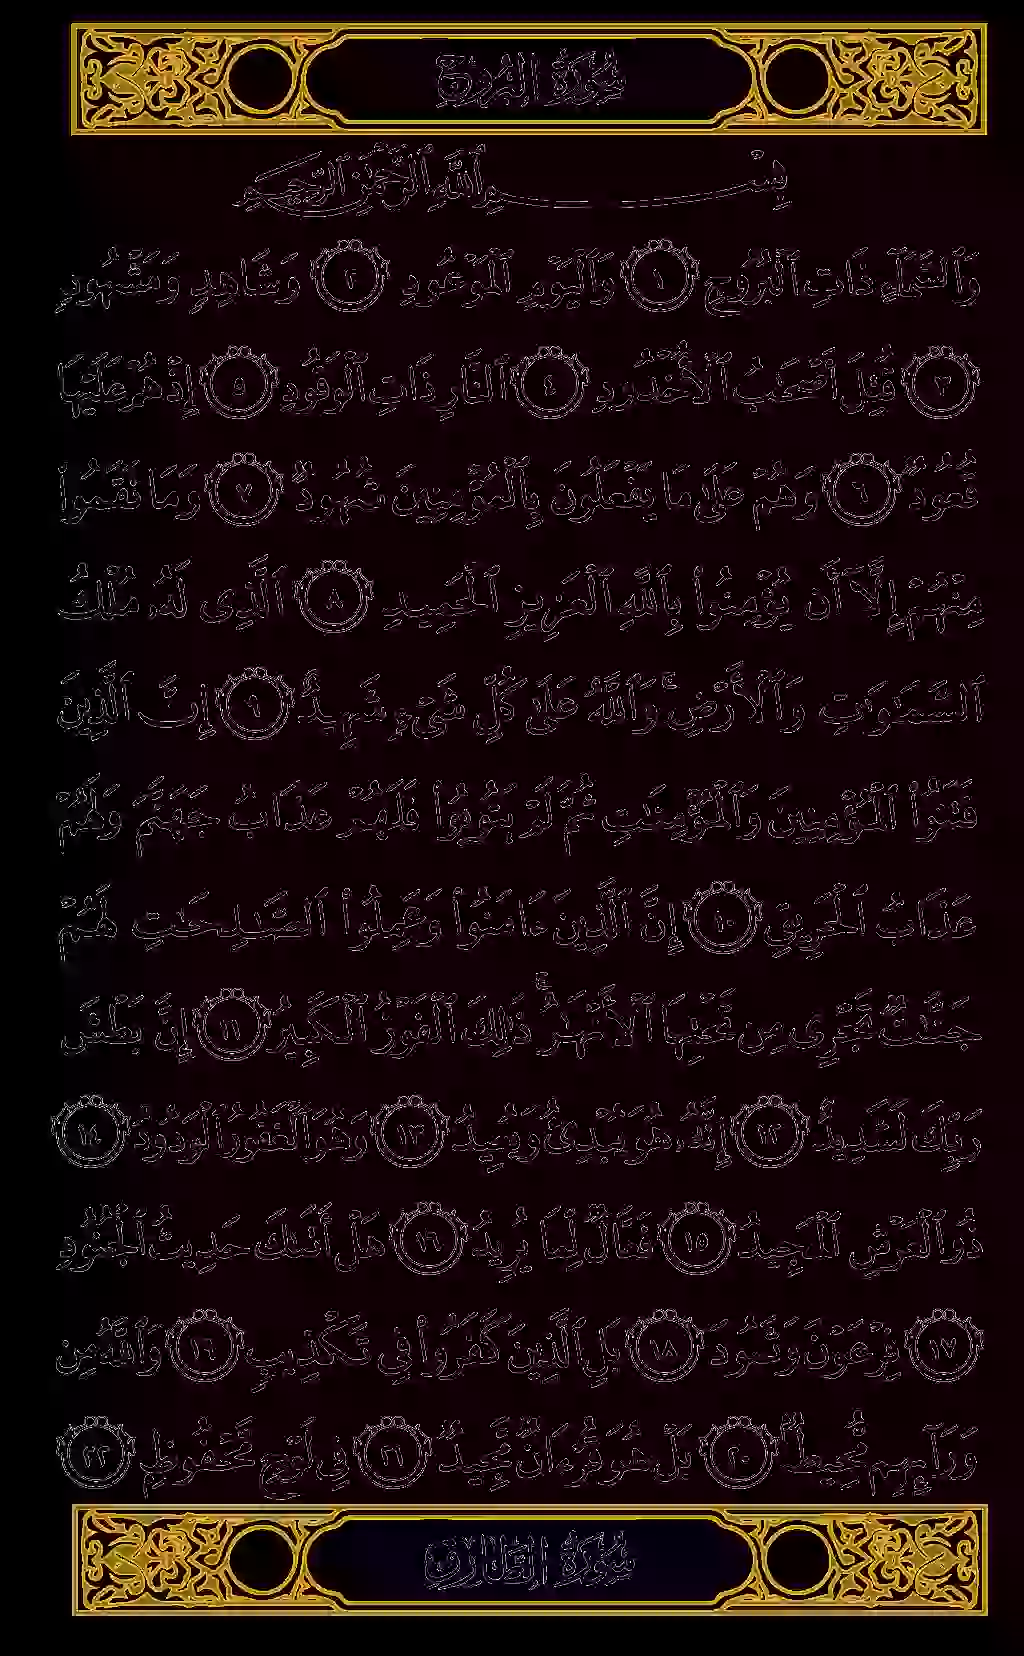 سُورَةُ البُرُوجِ
بِسْمِ ٱللَّهِ ٱلرَّحْمَٰنِ ٱلرَّحِيمِ
وَٱلسَّمَآءِ ذَاتِ ٱلْبُرُوجِ ١ وَٱلْيَوْمِ ٱلْمَوْعُودِ ٢ وَشَاهِدٍ وَمَشْهُودٍ
٣ قُتِلَ أَصْحَٰبُ ٱلْأُخْدُودِ ٤ ٱلنَّارِ ذَاتِ ٱلْوَقُودِ ٥ إِذْ هُمْ عَلَيْهَا
قُعُودٌ ٦ وَهُمْ عَلَىٰ مَا يَفْعَلُونَ بِٱلْمُؤْمِنِينَ شُهُودٌ ٧ وَمَا نَقَمُوا۟
مِنْهُمْ إِلَّآ أَن يُؤْمِنُوا۟ بِٱللَّهِ ٱلْعَزِيزِ ٱلْحَمِيدِ ٨ ٱلَّذِى لَهُۥ مُلْكُ
ٱلسَّمَٰوَٰتِ وَٱلْأَرْضِ ۚ وَٱللَّهُ عَلَىٰ كُلِّ شَىْءٍ شَهِيدٌ ٩ إِنَّ ٱلَّذِينَ
فَتَنُوا۟ ٱلْمُؤْمِنِينَ وَٱلْمُؤْمِنَٰتِ ثُمَّ لَمْ يَتُوبُوا۟ فَلَهُمْ عَذَابُ جَهَنَّمَ وَلَهُمْ
عَذَابُ ٱلْحَرِيقِ ١٠ إِنَّ ٱلَّذِينَ ءَامَنُوا۟ وَعَمِلُوا۟ ٱلصَّٰلِحَٰتِ لَهُمْ
جَنَّٰتٌ تَجْرِى مِن تَحْتِهَا ٱلْأَنْهَٰرُ ۚ ذَٰلِكَ ٱلْفَوْزُ ٱلْكَبِيرُ ١١ إِنَّ بَطْشَ
رَبِّكَ لَشَدِيدٌ ١٢ إِنَّهُۥ هُوَ يُبْدِئُ وَيُعِيدُ ١٣ وَهُوَ ٱلْغَفُورُ ٱلْوَدُودُ ١٤
ذُو ٱلْعَرْشِ ٱلْمَجِيدُ ١٥ فَعَّالٌ لِّمَا يُرِيدُ ١٦ هَلْ أَتَىٰكَ حَدِيثُ ٱلْجُنُودِ
١٧ فِرْعَوْنَ وَثَمُودَ ١٨ بَلِ ٱلَّذِينَ كَفَرُوا۟ فِى تَكْذِيبٍ ١٩ وَٱللَّهُ مِن
وَرَآئِهِم مُّحِيطٌ ٢٠ بَلْ هُوَ قُرْءَانٌ مَّجِيدٌ ٢١ فِى لَوْحٍ مَّحْفُوظٍ ٢٢
سُورَةُ الطَّارِقِ